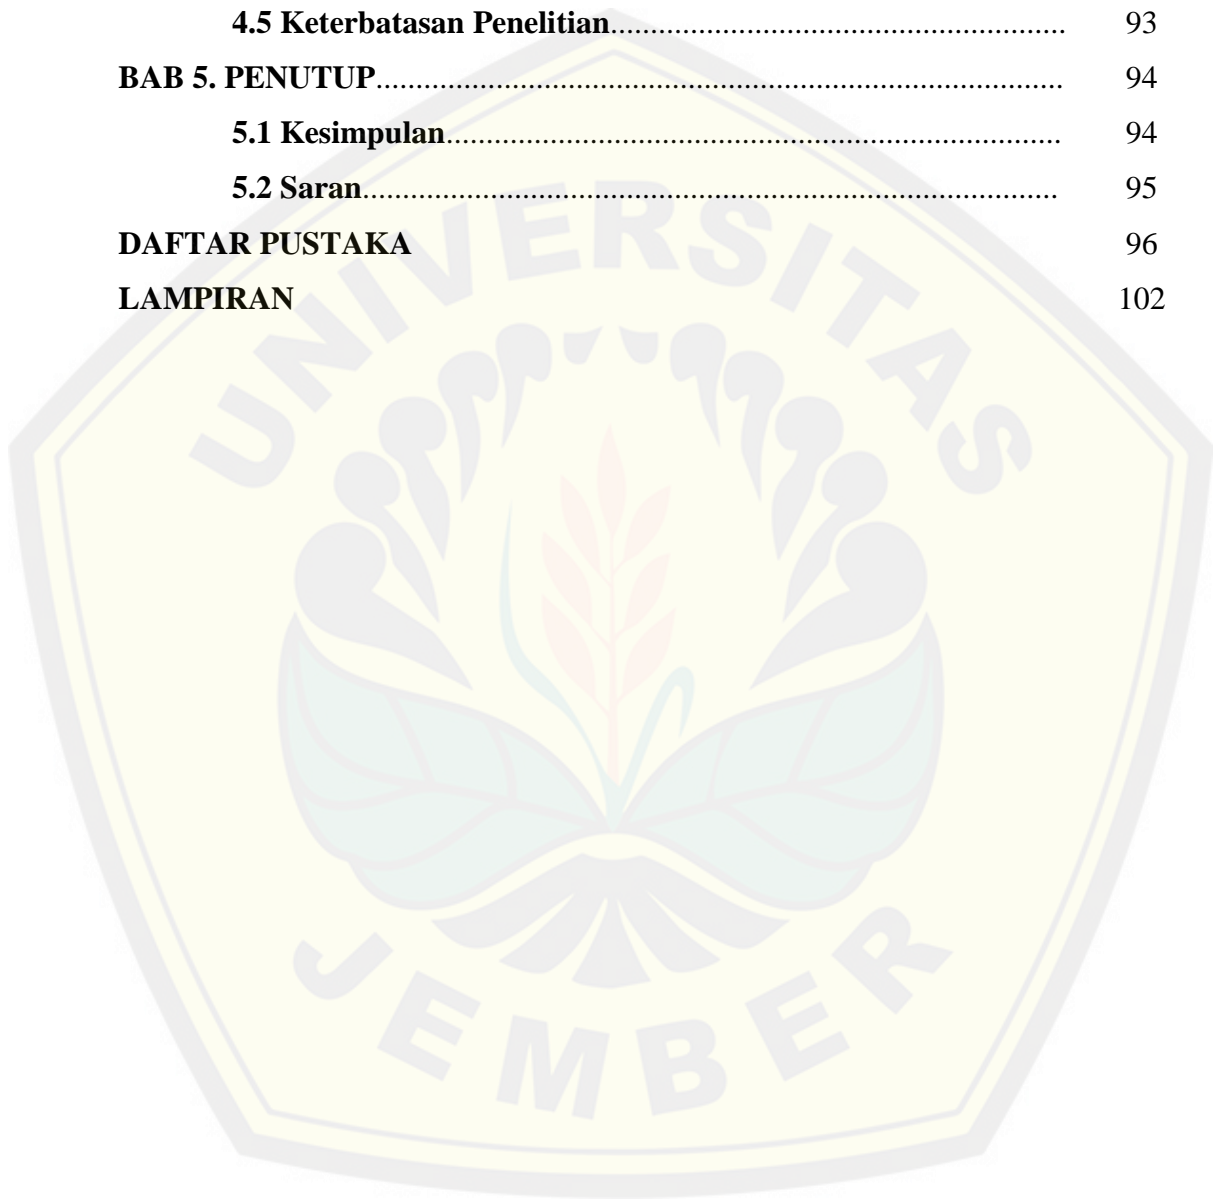 4.5 Keterbatasan Penelitian............................................................ 93
BAB 5. PENUTUP.......................................................................................... 94
5.1 Kesimpulan................................................................................ 94
5.2 Saran........................................................................................... 95
DAFTAR PUSTAKA 96
LAMPIRAN 102
UNIVERSITAS
JEMBER